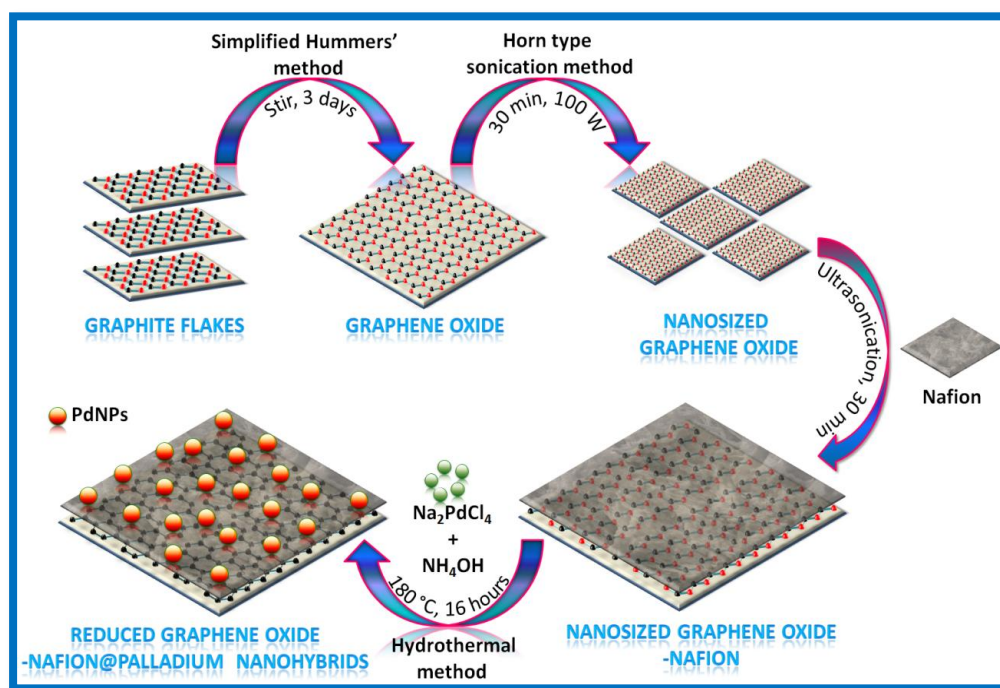 Simplified Hummers'
method
Stir, 3 days
Horn type
sonication method
30 min, 100 W
GRAPHITE FLAKES
GRAPHENE OXIDE
NANOSIZED
GRAPHENE OXIDE
Ultrasonication, 30 min
Nafion
PdNPs
Na₂PdCl₄
+
NH₄OH
180 °C, 16 hours
Hydrothermal
method
REDUCED GRAPHENE OXIDE
-NAFION@PALLADIUM NANOHYBRIDS
NANOSIZED GRAPHENE OXIDE
-NAFION